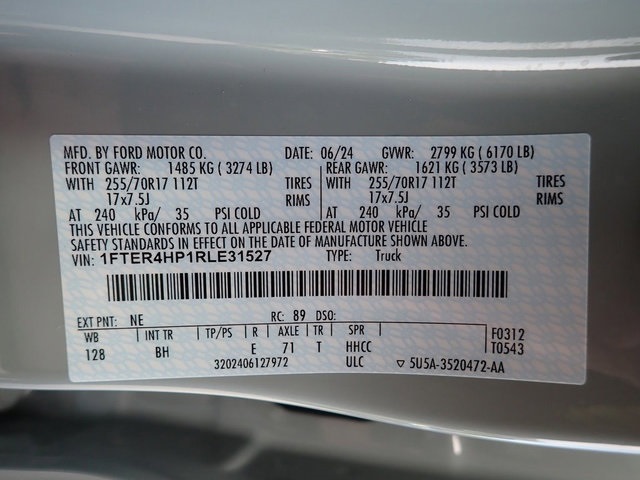 MFD. BY FORD MOTOR CO. DATE: 06/24 GVWR: 2799 KG ( 6170 LB)
FRONT GAWR: 1485 KG ( 3274 LB) REAR GAWR: 1621 KG ( 3573 LB)
WITH 255/70R17 112T TIRES WITH 255/70R17 112T TIRES
17x7.5J RIMS 17x7.5J RIMS
AT 240 kPa/ 35 PSI COLD AT 240 kPa/ 35 PSI COLD
THIS VEHICLE CONFORMS TO ALL APPLICABLE FEDERAL MOTOR VEHICLE
SAFETY STANDARDS IN EFFECT ON THE DATE OF MANUFACTURE SHOWN ABOVE.
VIN: 1FTER4HP1RLE31527 TYPE: Truck
EXT PNT: NE RC: 89 DSO:
WB INT TR TP/PS R AXLE TR SPR F0312
128 BH E 71 T HHCC T0543
3202406127972 ULC ▽ 5U5A-3520472-AA